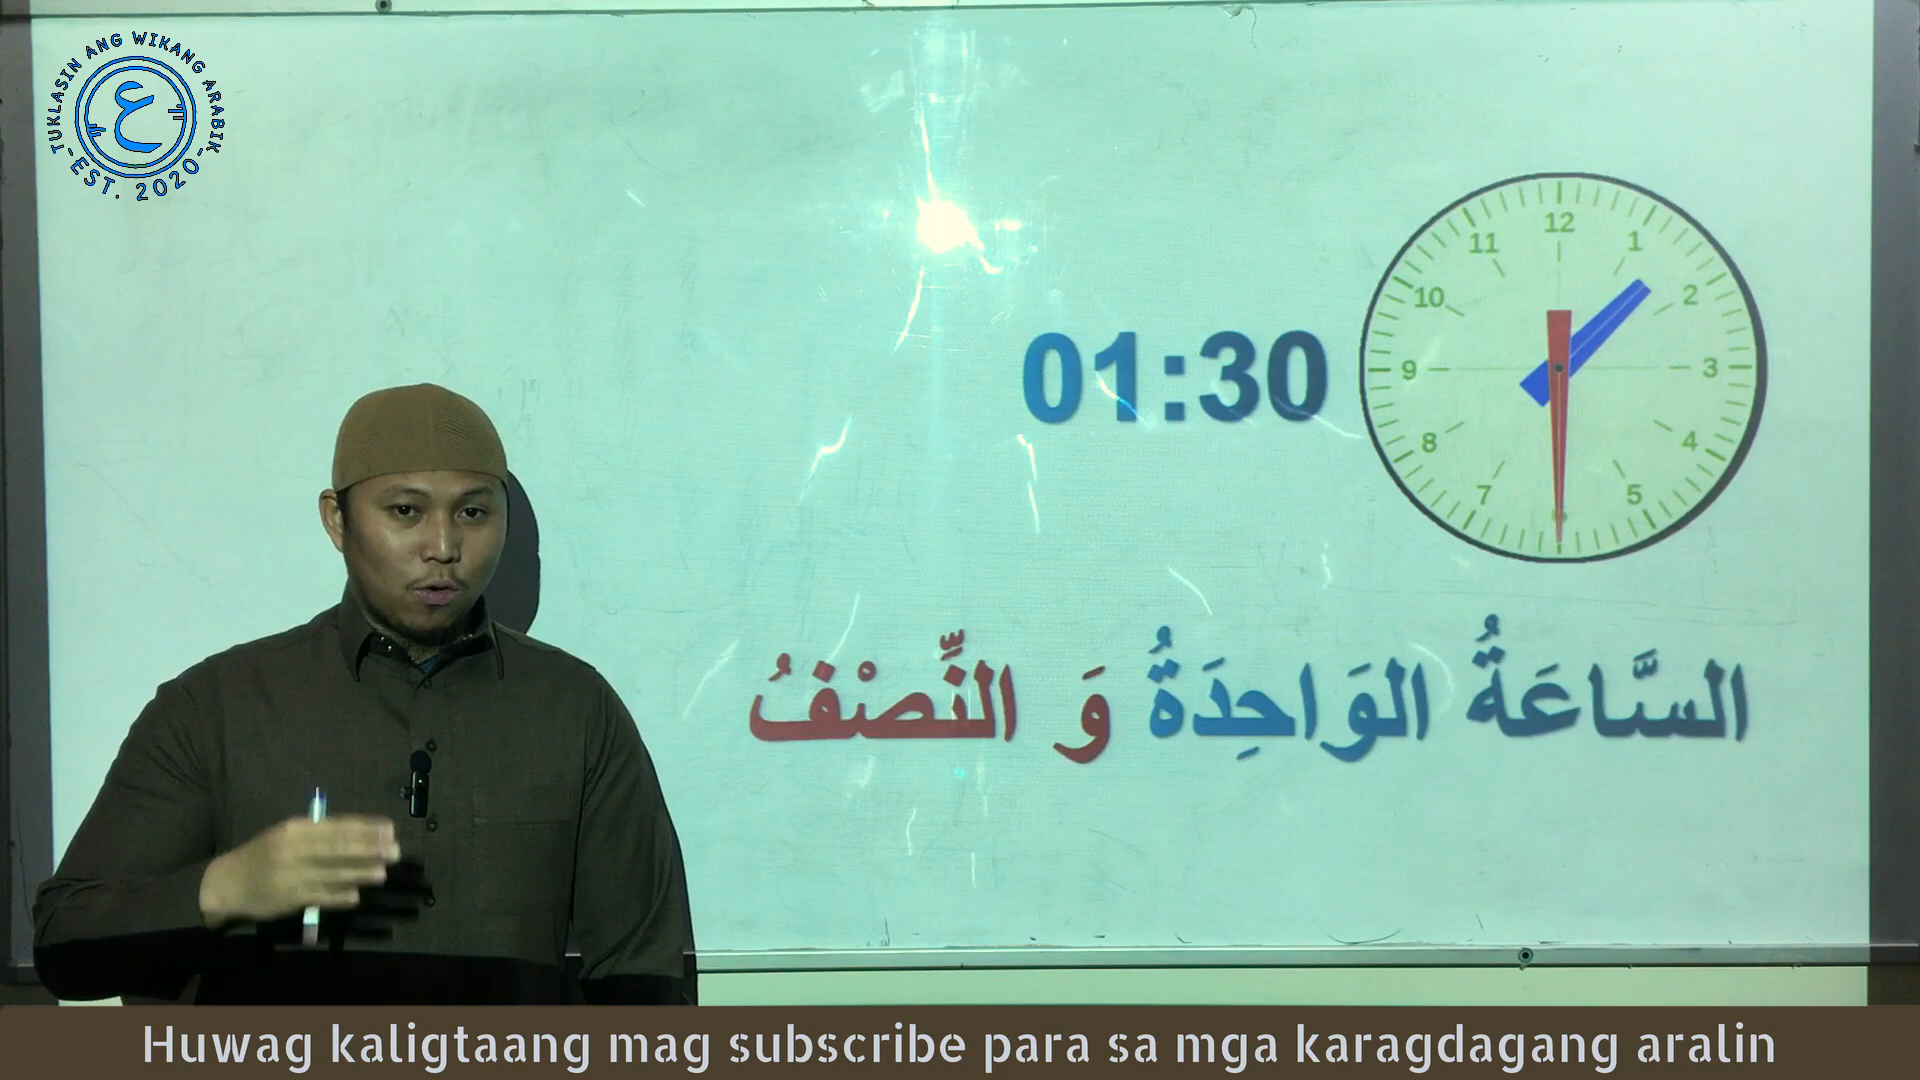 TUKLASIN ANG WIKANG ARABIK
ع
-EST. 2020-
12
11
1
10
2
9
3
8
4
7
5
01:30
السَّاعَةُ الوَاحِدَةُ وَ النِّصْفُ
Huwag kaligtaang mag subscribe para sa mga karagdagang aralin